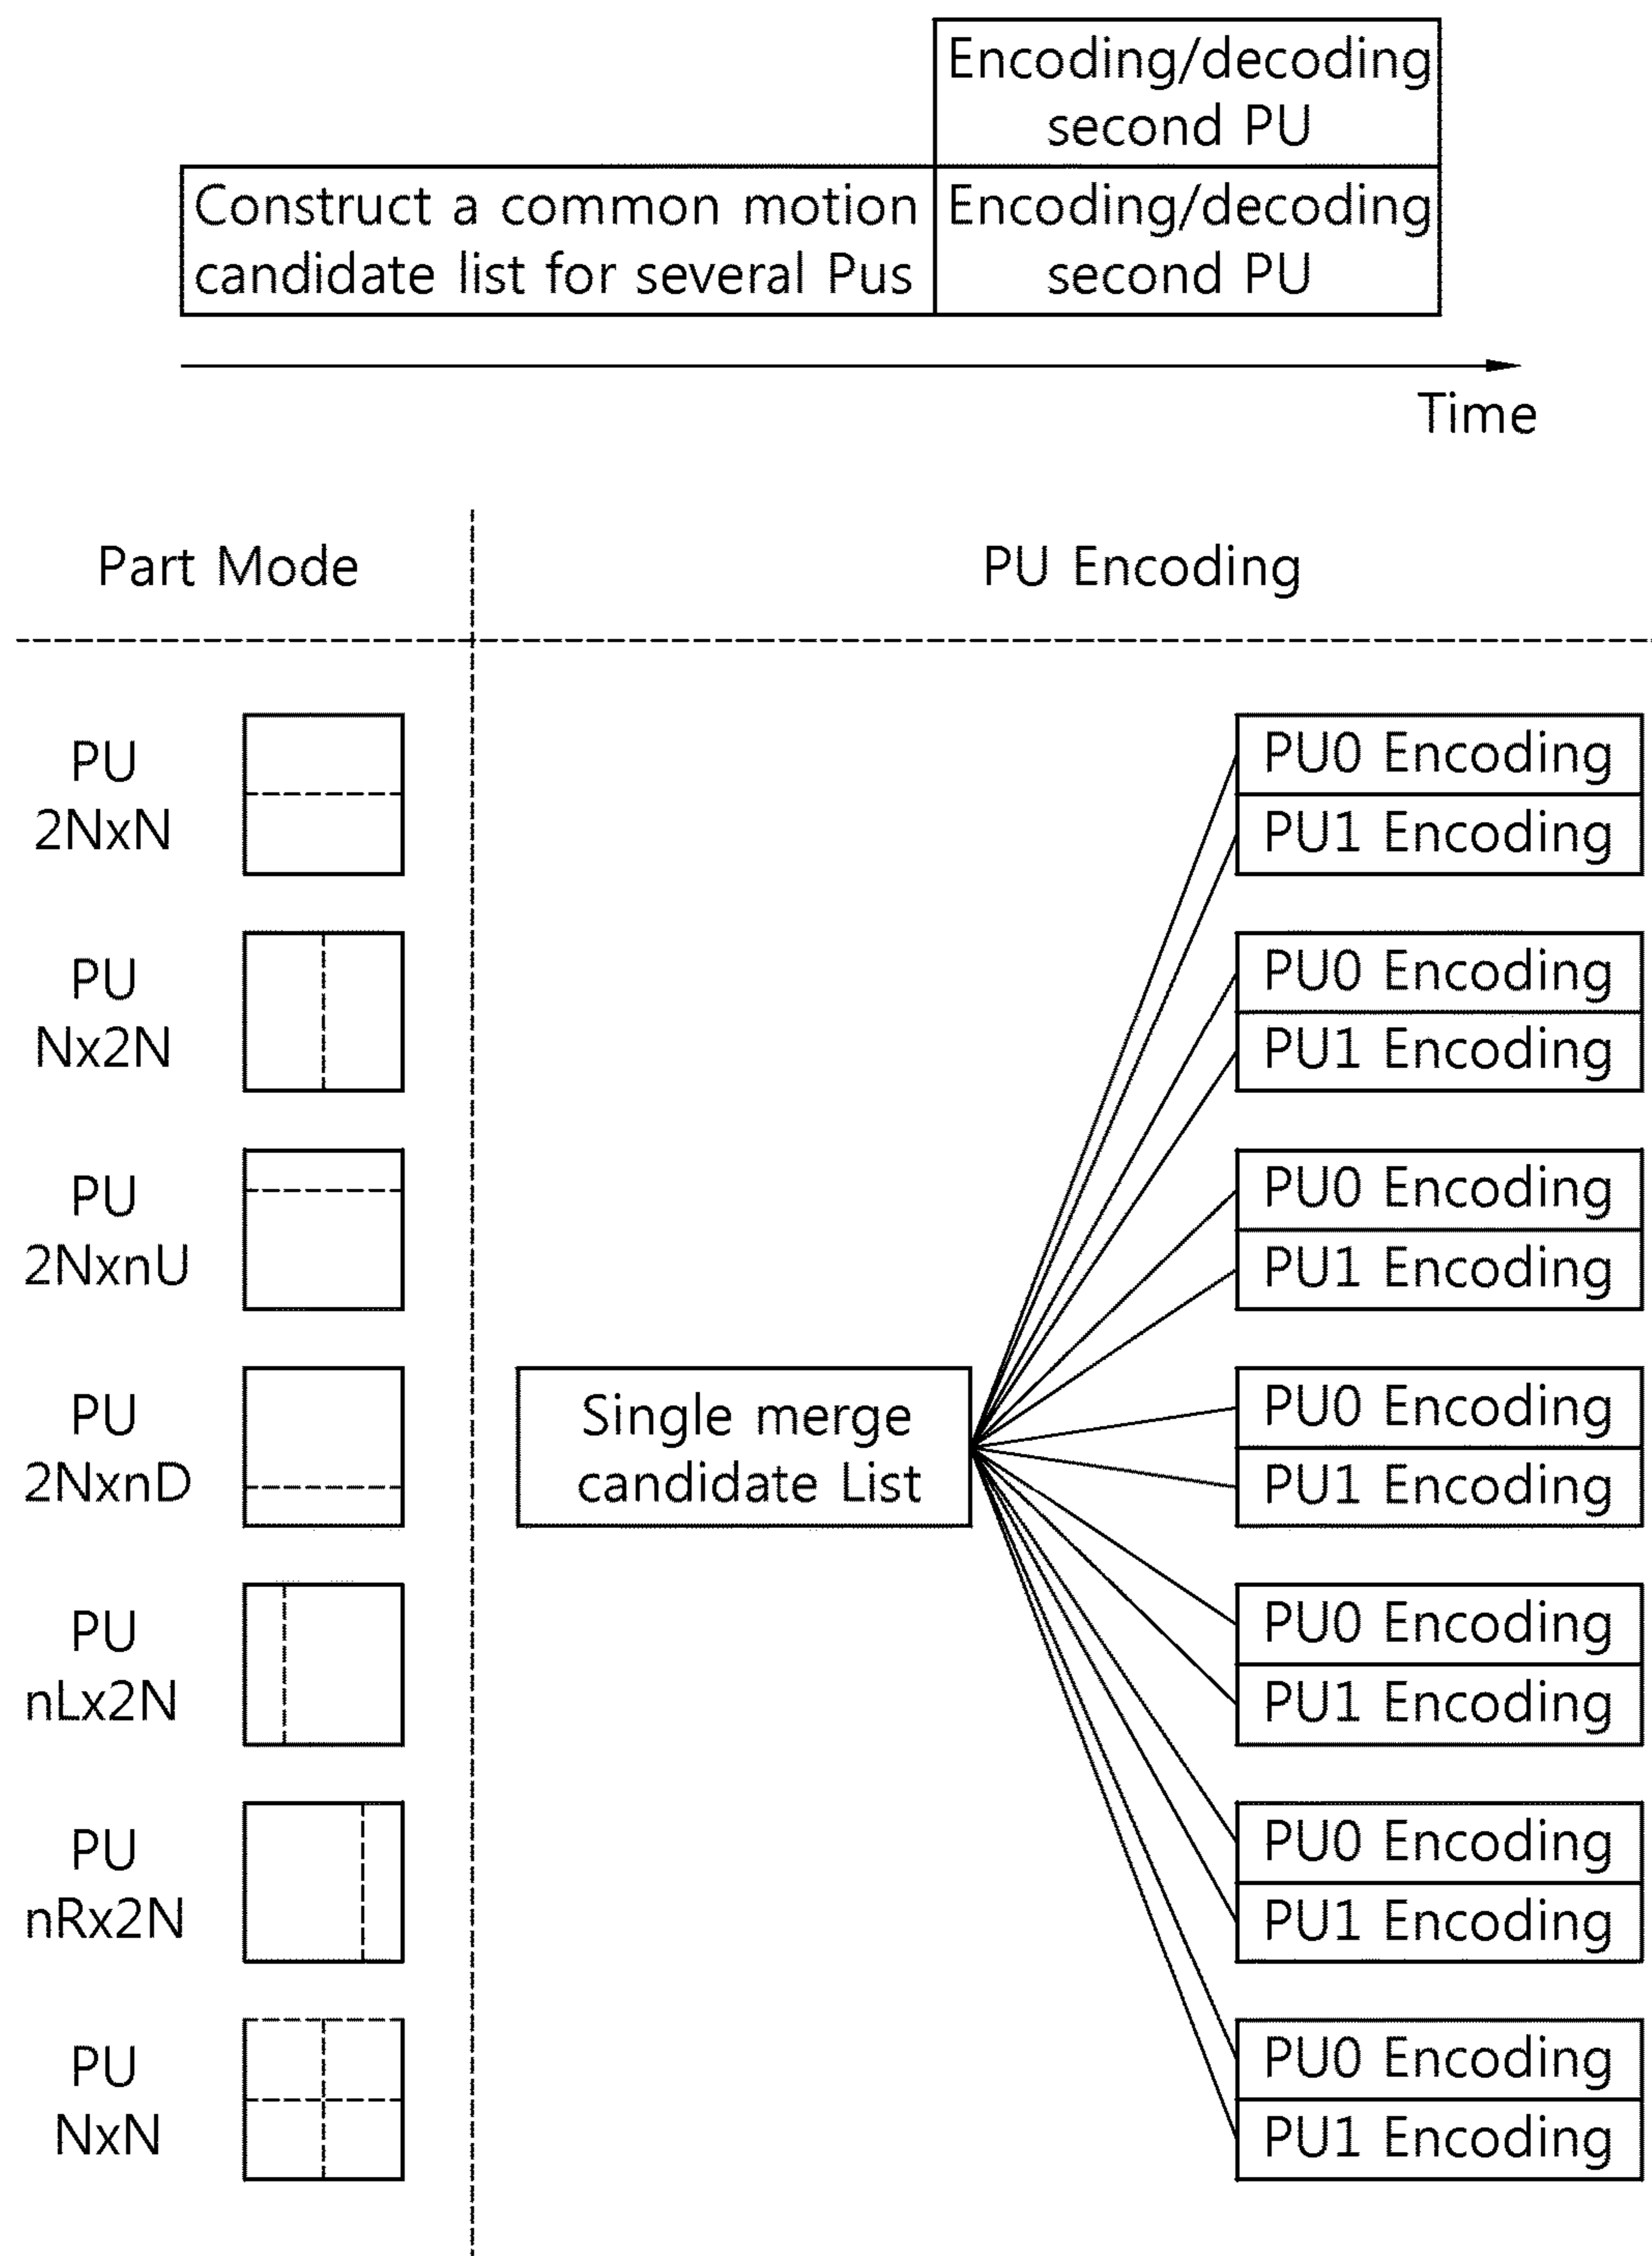 Encoding/decoding
second PU
Construct a common motion
candidate list for several Pus
Encoding/decoding
second PU
Time
Part Mode
PU Encoding
PU
2NxN
PU0 Encoding
PU1 Encoding
PU
Nx2N
PU0 Encoding
PU1 Encoding
PU
2NxnU
PU0 Encoding
PU1 Encoding
PU
2NxnD
Single merge
candidate List
PU0 Encoding
PU1 Encoding
PU
nLx2N
PU0 Encoding
PU1 Encoding
PU
nRx2N
PU0 Encoding
PU1 Encoding
PU
NxN
PU0 Encoding
PU1 Encoding